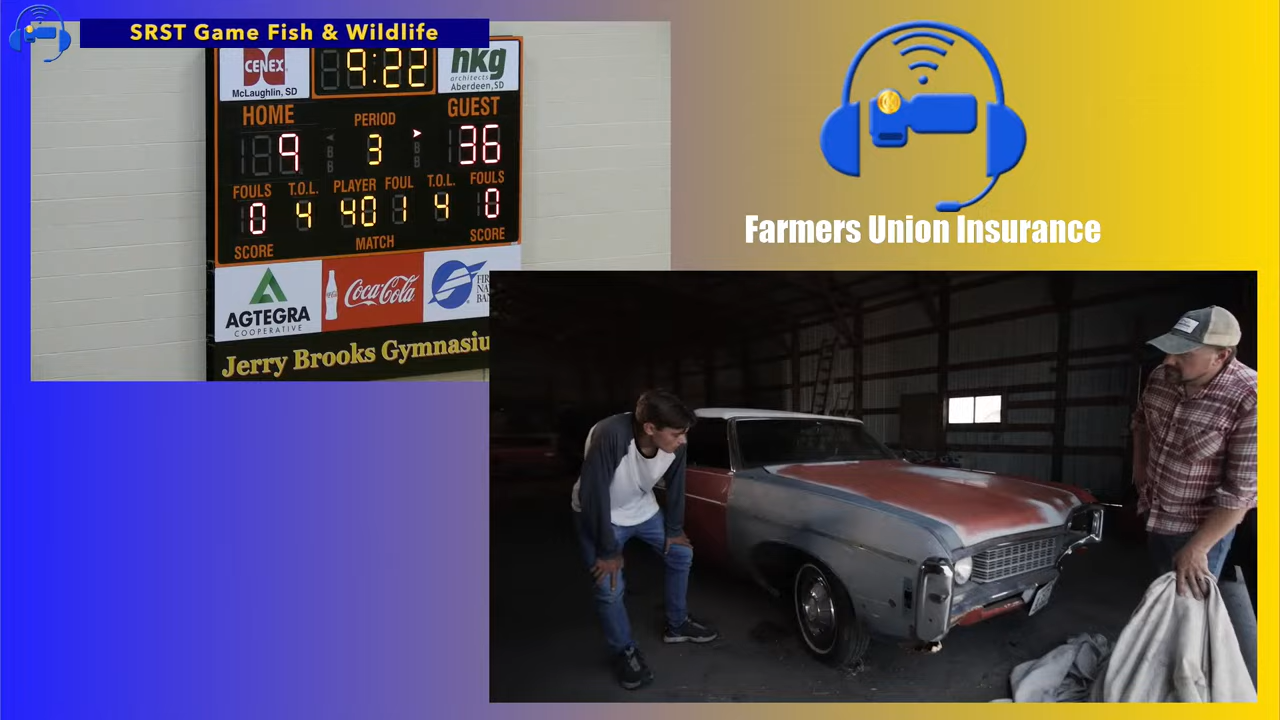 SRST Game Fish & Wildlife
CENEX
McLaughlin, SD
9:22
hkg
architects
Aberdeen, SD
HOME
PERIOD
GUEST
9
3
36
FOULS
T.O.L.
PLAYER
FOUL
T.O.L.
FOULS
0
4
40
1
4
0
SCORE
MATCH
SCORE
AGTEGRA
COOPERATIVE
Coca-Cola
Jerry Brooks Gymnasiu
Farmers Union Insurance